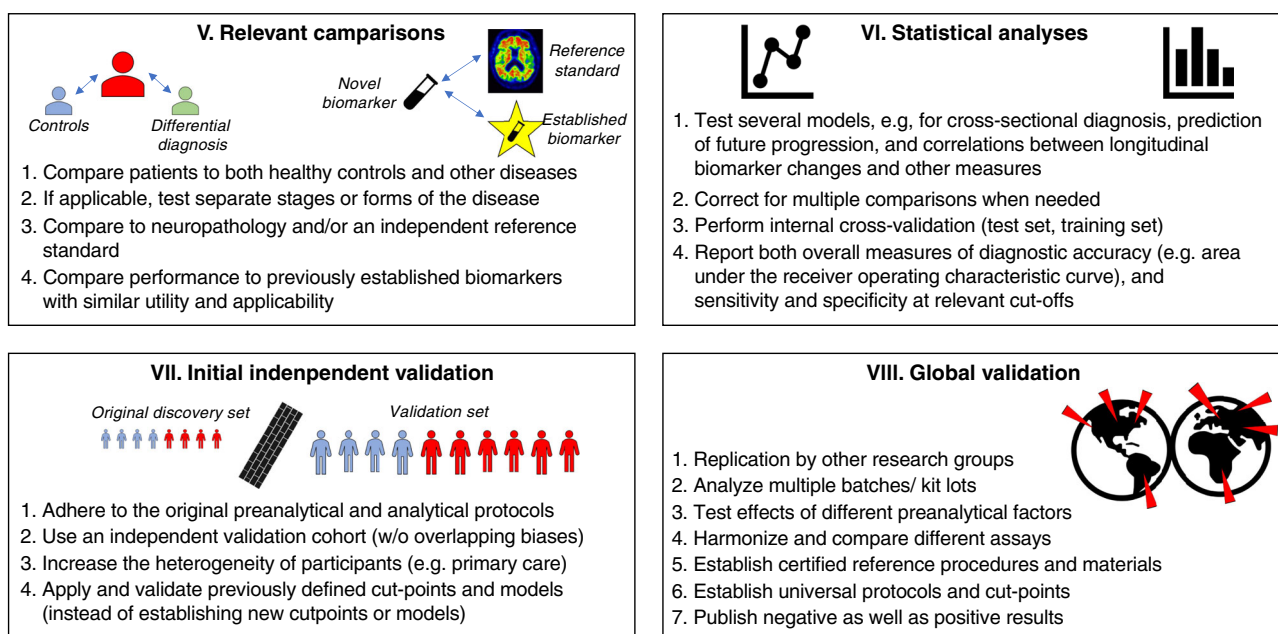 V. Relevant camparisons
Controls
Differential
diagnosis
Novel
biomarker
Reference
standard
Established
biomarker
1. Compare patients to both healthy controls and other diseases
2. If applicable, test separate stages or forms of the disease
3. Compare to neuropathology and/or an independent reference
standard
4. Compare performance to previously established biomarkers
with similar utility and applicability
VI. Statistical analyses
1. Test several models, e.g, for cross-sectional diagnosis, prediction
of future progression, and correlations between longitudinal
biomarker changes and other measures
2. Correct for multiple comparisons when needed
3. Perform internal cross-validation (test set, training set)
4. Report both overall measures of diagnostic accuracy (e.g. area
under the receiver operating characteristic curve), and
sensitivity and specificity at relevant cut-offs
VII. Initial indenpendent validation
Original discovery set
Validation set
1. Adhere to the original preanalytical and analytical protocols
2. Use an independent validation cohort (w/o overlapping biases)
3. Increase the heterogeneity of participants (e.g. primary care)
4. Apply and validate previously defined cut-points and models
(instead of establishing new cutpoints or models)
VIII. Global validation
1. Replication by other research groups
2. Analyze multiple batches/ kit lots
3. Test effects of different preanalytical factors
4. Harmonize and compare different assays
5. Establish certified reference procedures and materials
6. Establish universal protocols and cut-points
7. Publish negative as well as positive results